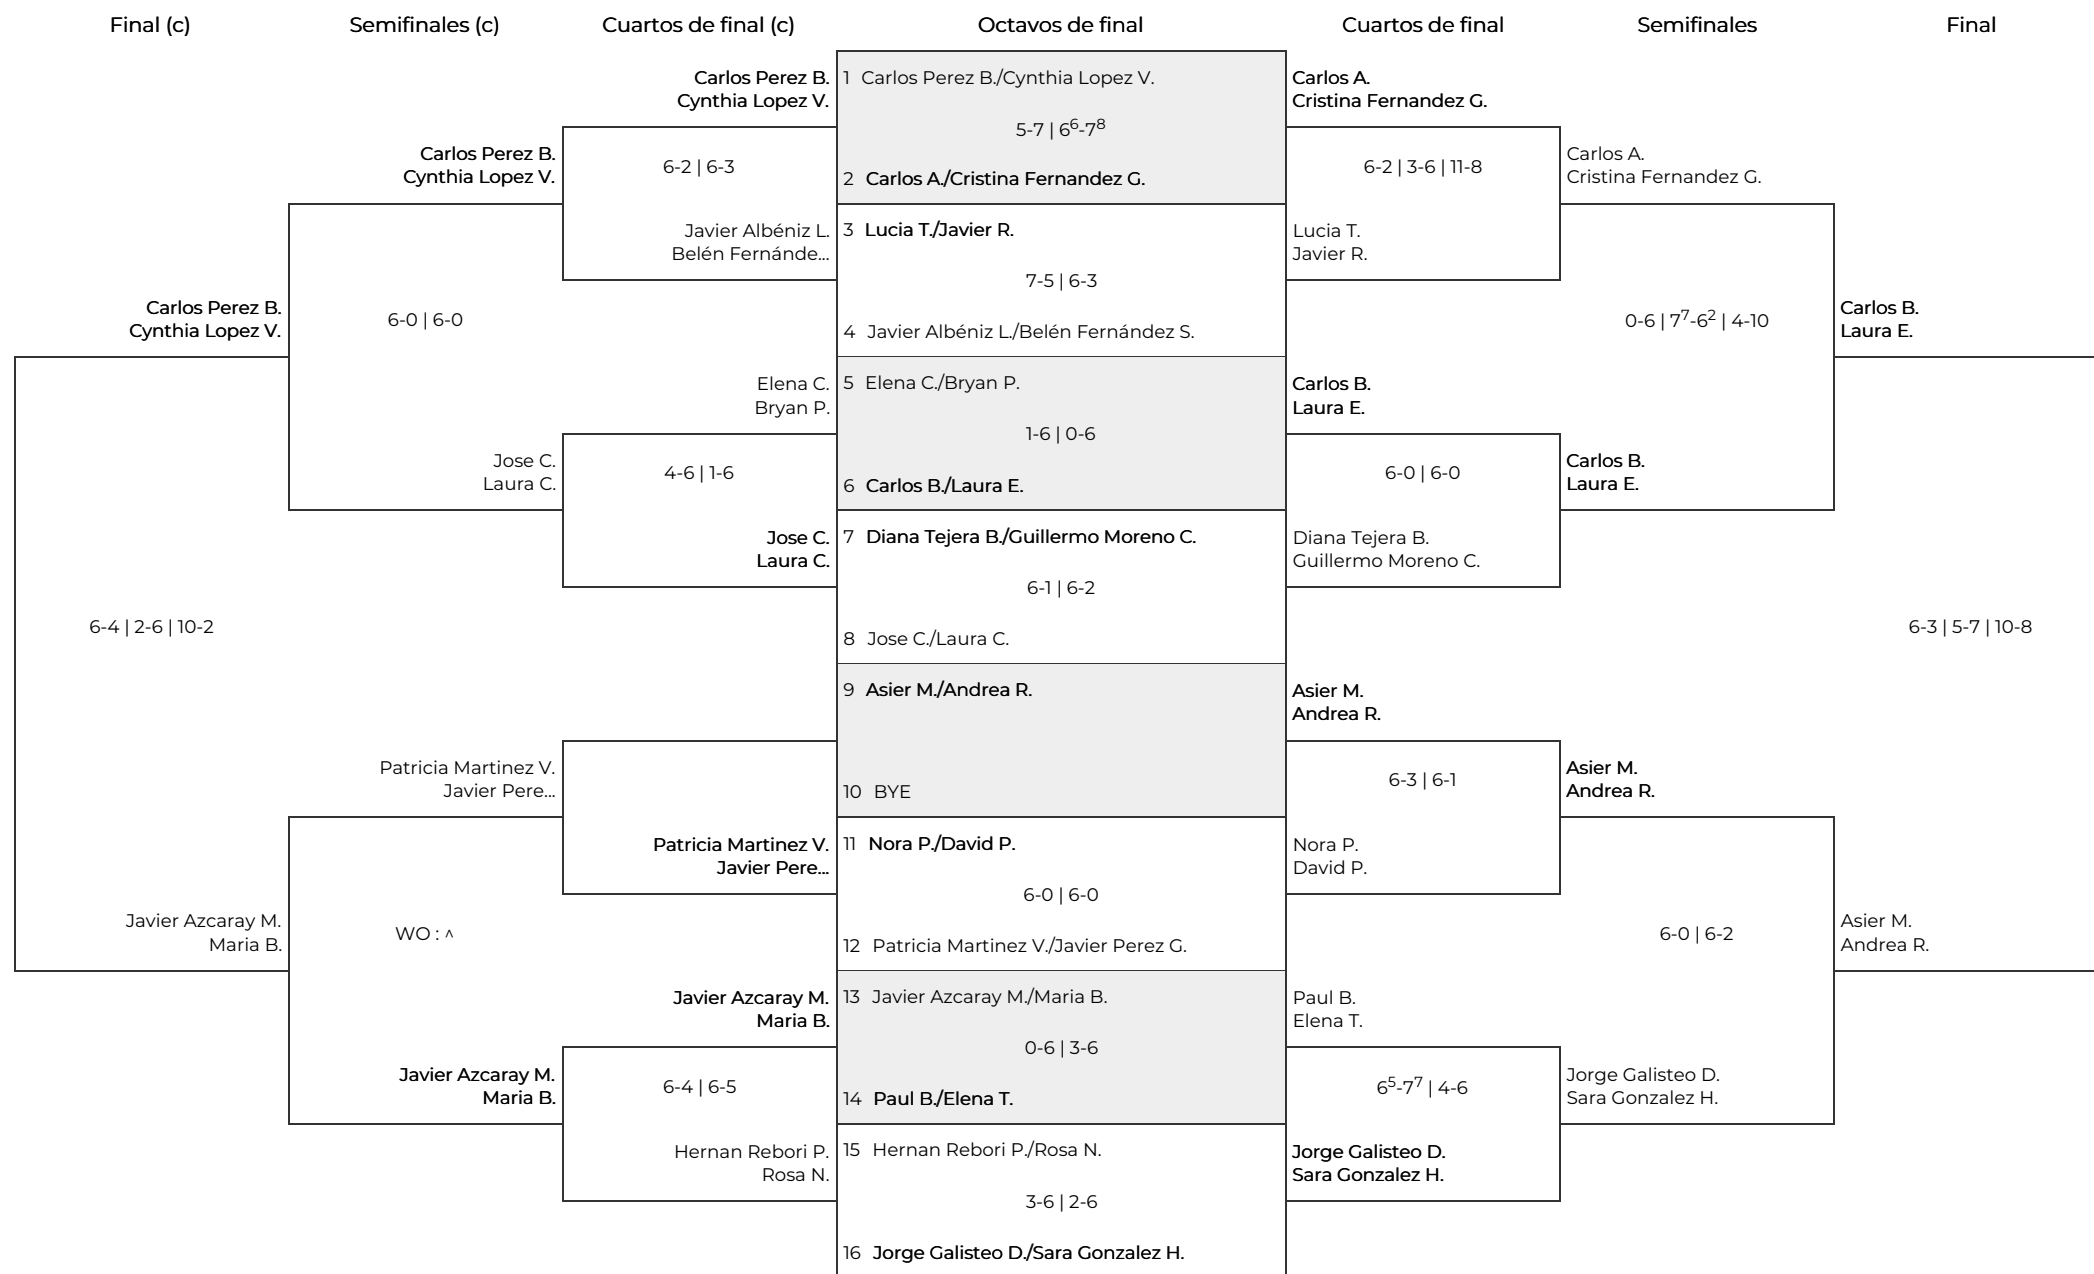 Final (c)
Semifinales (c)
Cuartos de final (c)
Octavos de final
Cuartos de final
Semifinales
Final
Carlos Perez B.
Cynthia Lopez V.
6-4 | 2-6 | 10-2
Javier Azcaray M.
Maria B.
Carlos Perez B.
Cynthia Lopez V.
6-0 | 6-0
Jose C.
Laura C.
Patricia Martinez V.
Javier Pere...
WO : ^
Javier Azcaray M.
Maria B.
Carlos Perez B.
Cynthia Lopez V.
6-2 | 6-3
Javier Albéniz L.
Belén Fernánde...
Elena C.
Bryan P.
4-6 | 1-6
Jose C.
Laura C.
Patricia Martinez V.
Javier Pere...
Javier Azcaray M.
Maria B.
6-4 | 6-5
Hernan Rebori P.
Rosa N.
1 Carlos Perez B./Cynthia Lopez V.
5-7 | 6⁶-7⁸
2 Carlos A./Cristina Fernandez G.
3 Lucia T./Javier R.
7-5 | 6-3
4 Javier Albéniz L./Belén Fernández S.
5 Elena C./Bryan P.
1-6 | 0-6
6 Carlos B./Laura E.
7 Diana Tejera B./Guillermo Moreno C.
6-1 | 6-2
8 Jose C./Laura C.
9 Asier M./Andrea R.
10 BYE
11 Nora P./David P.
6-0 | 6-0
12 Patricia Martinez V./Javier Perez G.
13 Javier Azcaray M./Maria B.
0-6 | 3-6
14 Paul B./Elena T.
15 Hernan Rebori P./Rosa N.
3-6 | 2-6
16 Jorge Galisteo D./Sara Gonzalez H.
Carlos A.
Cristina Fernandez G.
6-2 | 3-6 | 11-8
Lucia T.
Javier R.
Carlos B.
Laura E.
6-0 | 6-0
Diana Tejera B.
Guillermo Moreno C.
Asier M.
Andrea R.
6-3 | 6-1
Nora P.
David P.
Paul B.
Elena T.
6⁵-7⁷ | 4-6
Jorge Galisteo D.
Sara Gonzalez H.
Carlos A.
Cristina Fernandez G.
0-6 | 7⁷-6² | 4-10
Carlos B.
Laura E.
Asier M.
Andrea R.
6-0 | 6-2
Jorge Galisteo D.
Sara Gonzalez H.
Carlos B.
Laura E.
6-3 | 5-7 | 10-8
Asier M.
Andrea R.